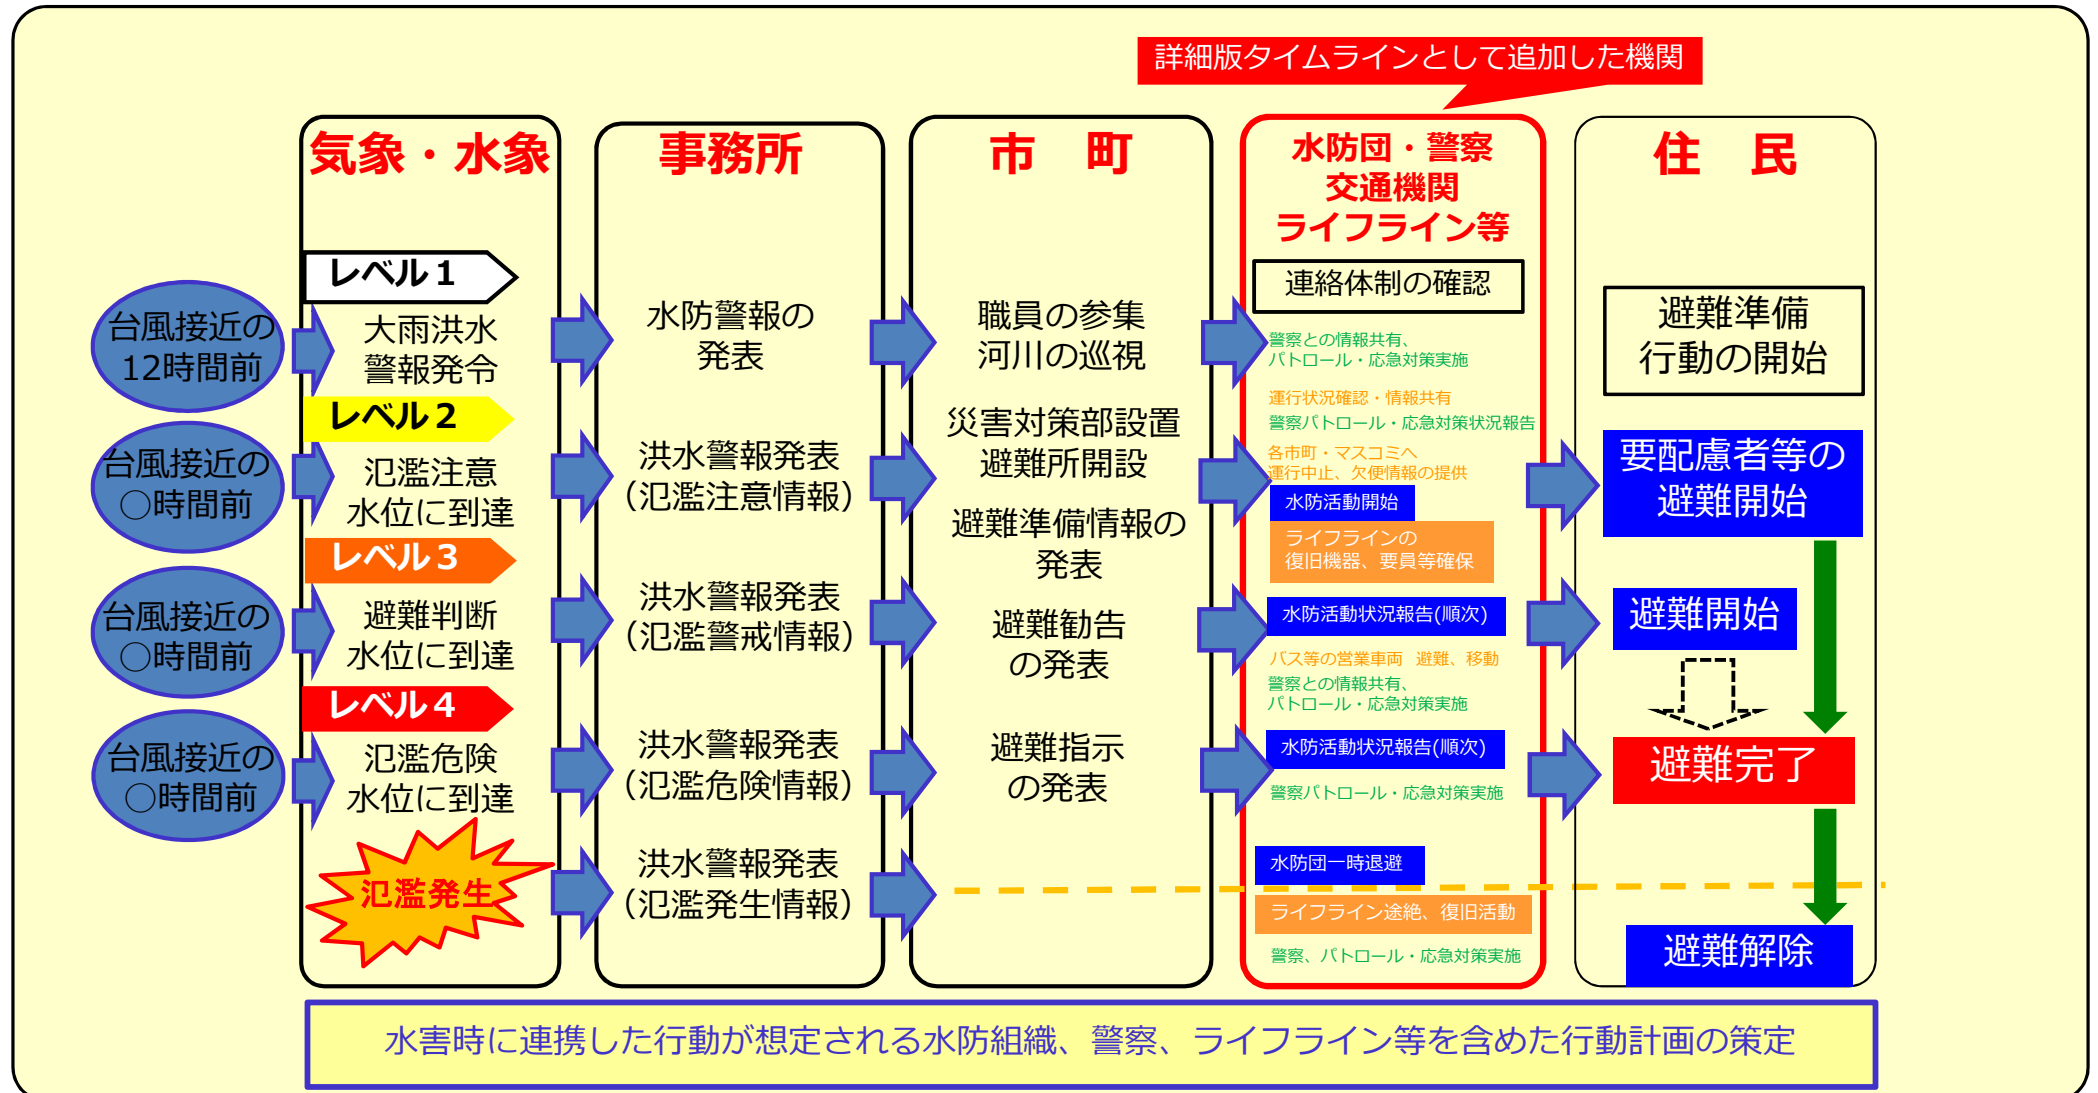 詳細版タイムラインとして追加した機関
気象・水象
事務所
市　町
水防団・警察
交通機関
ライフライン等
住　民
台風接近の
12時間前
レベル１
大雨洪水
警報発令
水防警報の
発表
職員の参集
河川の巡視
連絡体制の確認
警察との情報共有、
パトロール・応急対策実施
避難準備
行動の開始
台風接近の
〇時間前
レベル２
氾濫注意
水位に到達
洪水警報発表
（氾濫注意情報）
災害対策部設置
避難所開設
避難準備情報の
発表
運行状況確認・情報共有
警察パトロール・応急対策状況報告
各市町・マスコミへ
運行中止、欠便情報の提供
水防活動開始
ライフラインの
復旧機器、要員等確保
要配慮者等の
避難開始
台風接近の
〇時間前
レベル３
避難判断
水位に到達
洪水警報発表
（氾濫警戒情報）
避難勧告
の発表
水防活動状況報告(順次)
バス等の営業車両　避難、移動
警察との情報共有、
パトロール・応急対策実施
避難開始
台風接近の
〇時間前
レベル４
氾濫危険
水位に到達
洪水警報発表
（氾濫危険情報）
避難指示
の発表
水防活動状況報告(順次)
警察パトロール・応急対策実施
避難完了
氾濫発生
洪水警報発表
（氾濫発生情報）
水防団一時退避
ライフライン途絶、復旧活動
警察、パトロール・応急対策実施
避難解除
水害時に連携した行動が想定される水防組織、警察、ライフライン等を含めた行動計画の策定